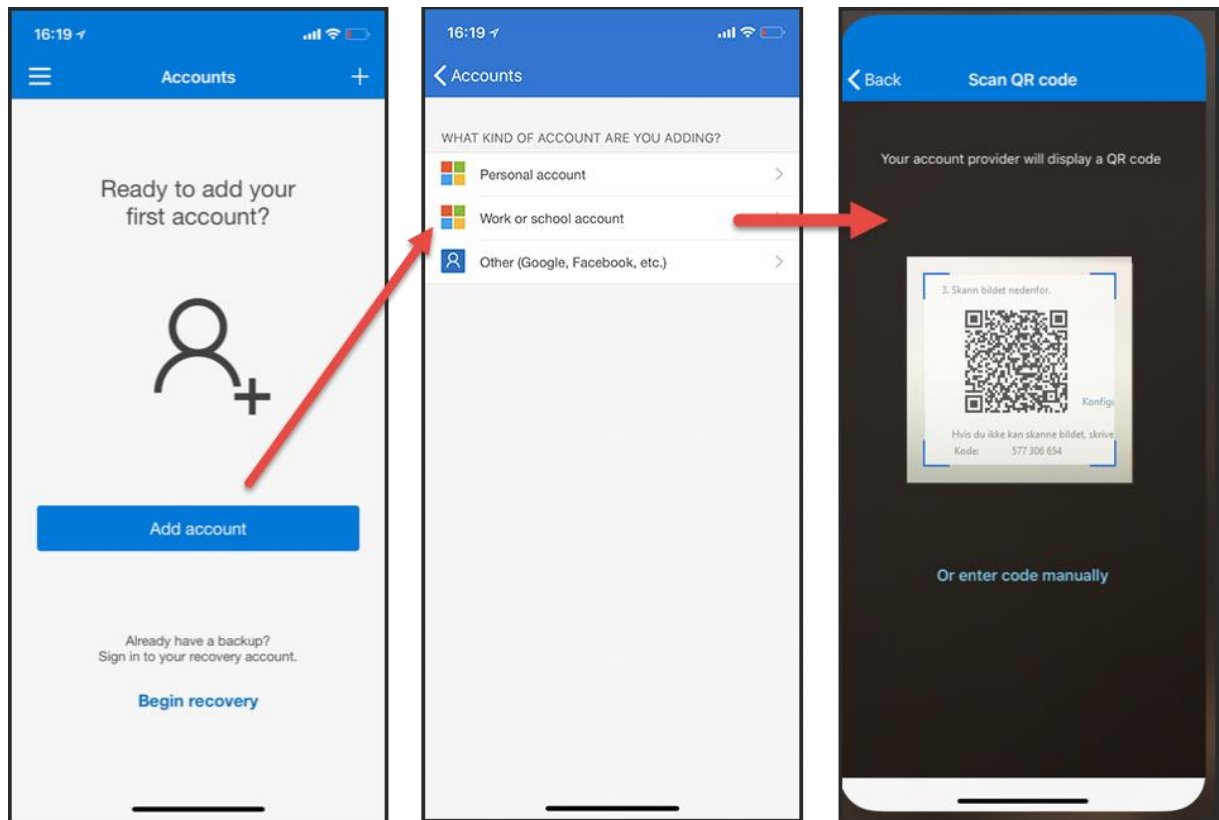 16:19
Accounts
Ready to add your
first account?
Add account
Already have a backup?
Sign in to your recovery account.
Begin recovery
16:19
Accounts
WHAT KIND OF ACCOUNT ARE YOU ADDING?
Personal account
Work or school account
Other (Google, Facebook, etc.)
Back Scan QR code
Your account provider will display a QR code
3. Skann bildet nedenfor.
Konfigu
Hvis du ikke kan skanne bildet, skrive
Kode: 577 306 654
Or enter code manually